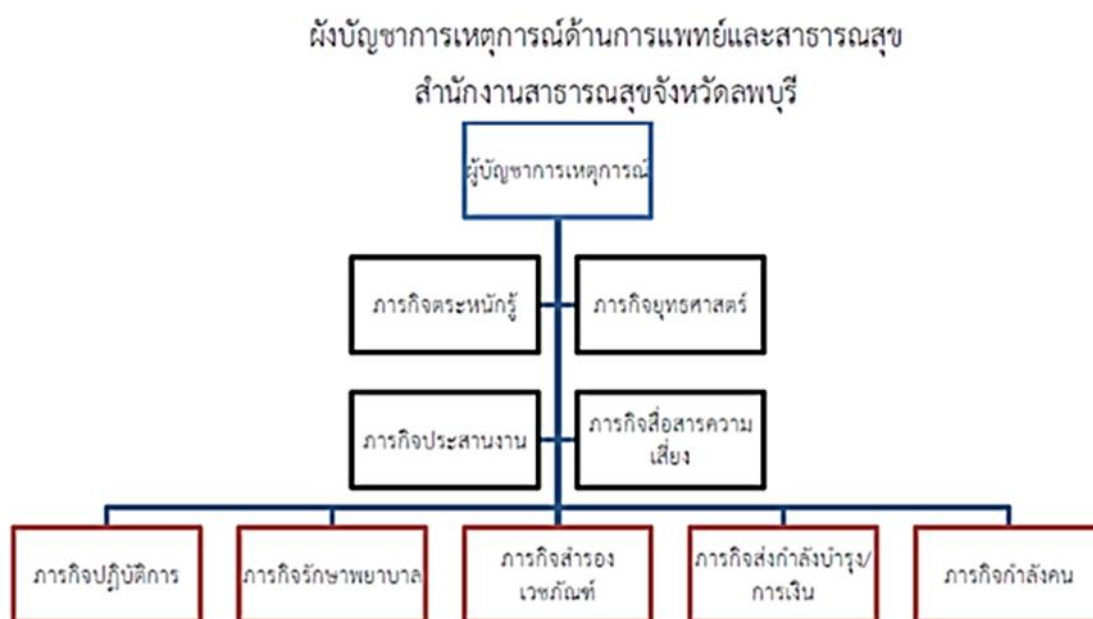 ผังบัญชาการเหตุการณ์ด้านการแพทย์และสาธารณสุข
สำนักงานสาธารณสุขจังหวัดลพบุรี
ผู้บัญชาการเหตุการณ์
ภารกิจตระหนักรู้
ภารกิจยุทธศาสตร์
ภารกิจประสานงาน
ภารกิจสื่อสารความ
เสี่ยง
ภารกิจปฏิบัติการ
ภารกิจรักษาพยาบาล
ภารกิจสำรอง
เวชภัณฑ์
ภารกิจส่งกำลังบำรุง/
การเงิน
ภารกิจกำลังคน